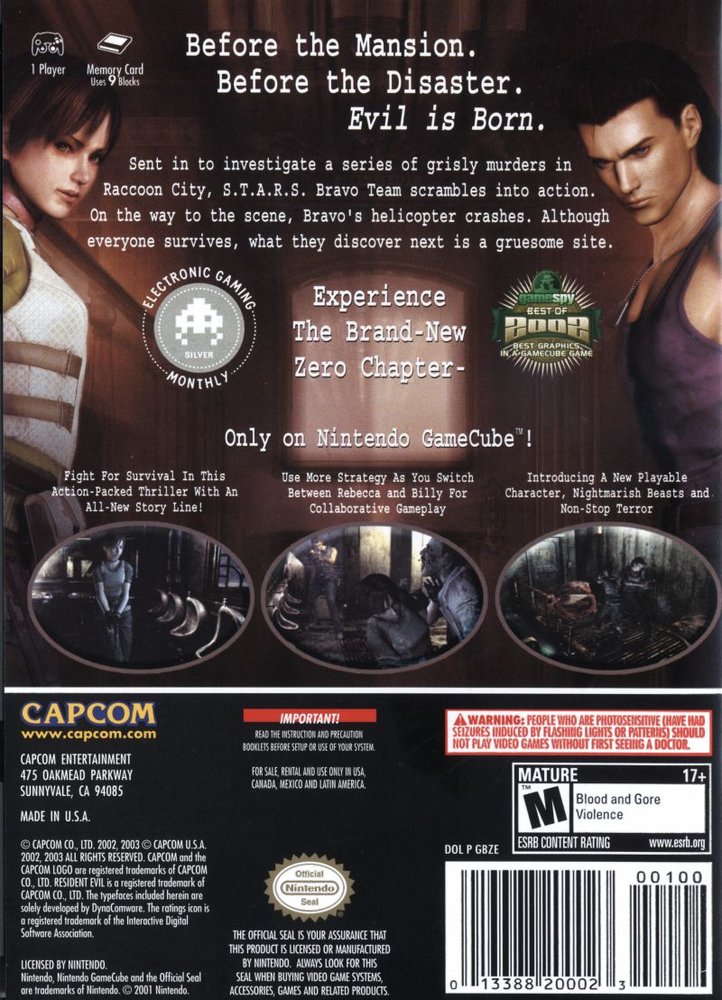 1 Player
Memory Card
Uses 9 Blocks
Before the Mansion.
Before the Disaster.
Evil is Born.
Sent in to investigate a series of grisly murders in
Raccoon City, S.T.A.R.S. Bravo Team scrambles into action.
On the way to the scene, Bravo's helicopter crashes. Although
everyone survives, what they discover next is a gruesome site.
ELECTRONIC GAMING
SILVER
MONTHLY
Experience
The Brand-New
Zero Chapter-
gamespy
BEST OF
2002
BEST GRAPHICS
IN A GAMECUBE GAME
Only on Nintendo GameCube™!
Fight For Survival In This
Action-Packed Thriller With An
All-New Story Line!
Use More Strategy As You Switch
Between Rebecca and Billy For
Collaborative Gameplay
Introducing A New Playable
Character, Nightmarish Beasts and
Non-Stop Terror
CAPCOM
www.capcom.com
CAPCOM ENTERTAINMENT
475 OAKMEAD PARKWAY
SUNNYVALE, CA 94085
MADE IN U.S.A.
© CAPCOM CO., LTD. 2002, 2003 © CAPCOM U.S.A.
2002, 2003 ALL RIGHTS RESERVED. CAPCOM and the
CAPCOM LOGO are registered trademarks of CAPCOM
CO., LTD. RESIDENT EVIL is a registered trademark of
CAPCOM CO., LTD. The typefaces included herein are
solely developed by DynaComware. The ratings icon is
a registered trademark of the Interactive Digital
Software Association.
LICENSED BY NINTENDO.
Nintendo, Nintendo GameCube and the Official Seal
are trademarks of Nintendo. © 2001 Nintendo.
IMPORTANT!
READ THE INSTRUCTION AND PRECAUTION
BOOKLETS BEFORE SETUP OR USE OF YOUR SYSTEM.
FOR SALE, RENTAL AND USE ONLY IN USA,
CANADA, MEXICO AND LATIN AMERICA.
Official
Nintendo
Seal
THE OFFICIAL SEAL IS YOUR ASSURANCE THAT
THIS PRODUCT IS LICENSED OR MANUFACTURED
BY NINTENDO. ALWAYS LOOK FOR THIS
SEAL WHEN BUYING VIDEO GAME SYSTEMS,
ACCESSORIES, GAMES AND RELATED PRODUCTS.
WARNING: PEOPLE WHO ARE PHOTOSENSITIVE (HAVE HAD
SEIZURES INDUCED BY FLASHING LIGHTS OR PATTERNS) SHOULD
NOT PLAY VIDEO GAMES WITHOUT FIRST SEEING A DOCTOR.
MATURE 17+
™
M
Blood and Gore
Violence
ESRB CONTENT RATING www.esrb.org
DOL P GBZE
00100
0 13388 20002 3